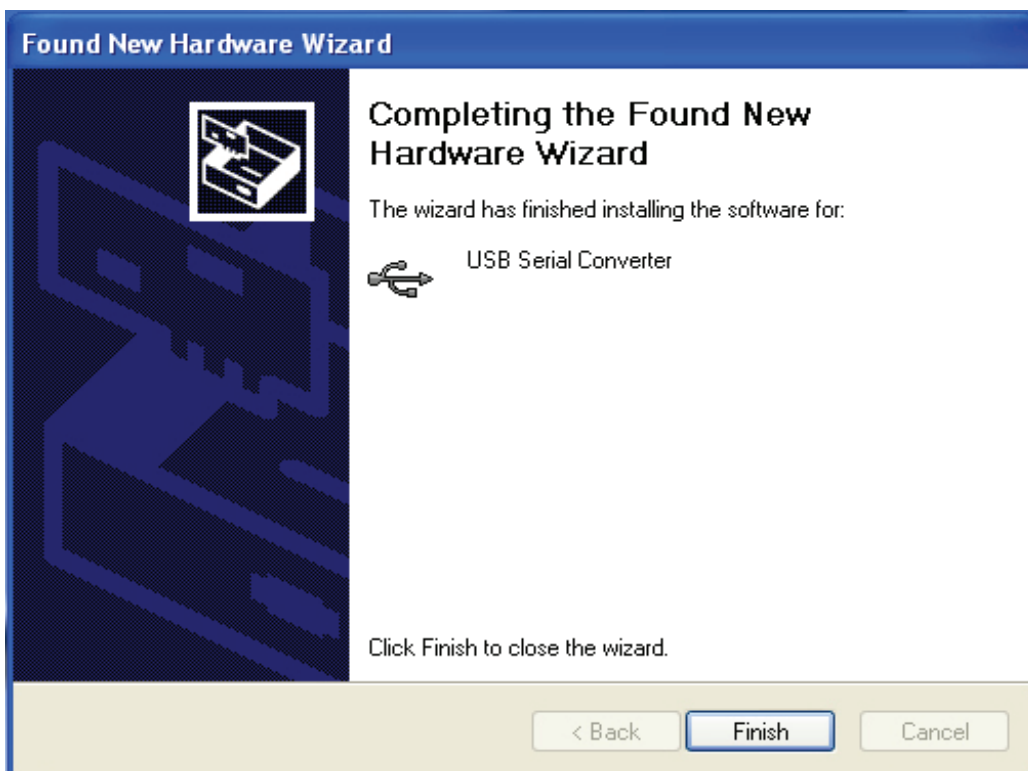 Found New Hardware Wizard
Completing the Found New
Hardware Wizard
The wizard has finished installing the software for:
USB Serial Converter
Click Finish to close the wizard.
< Back
Finish
Cancel